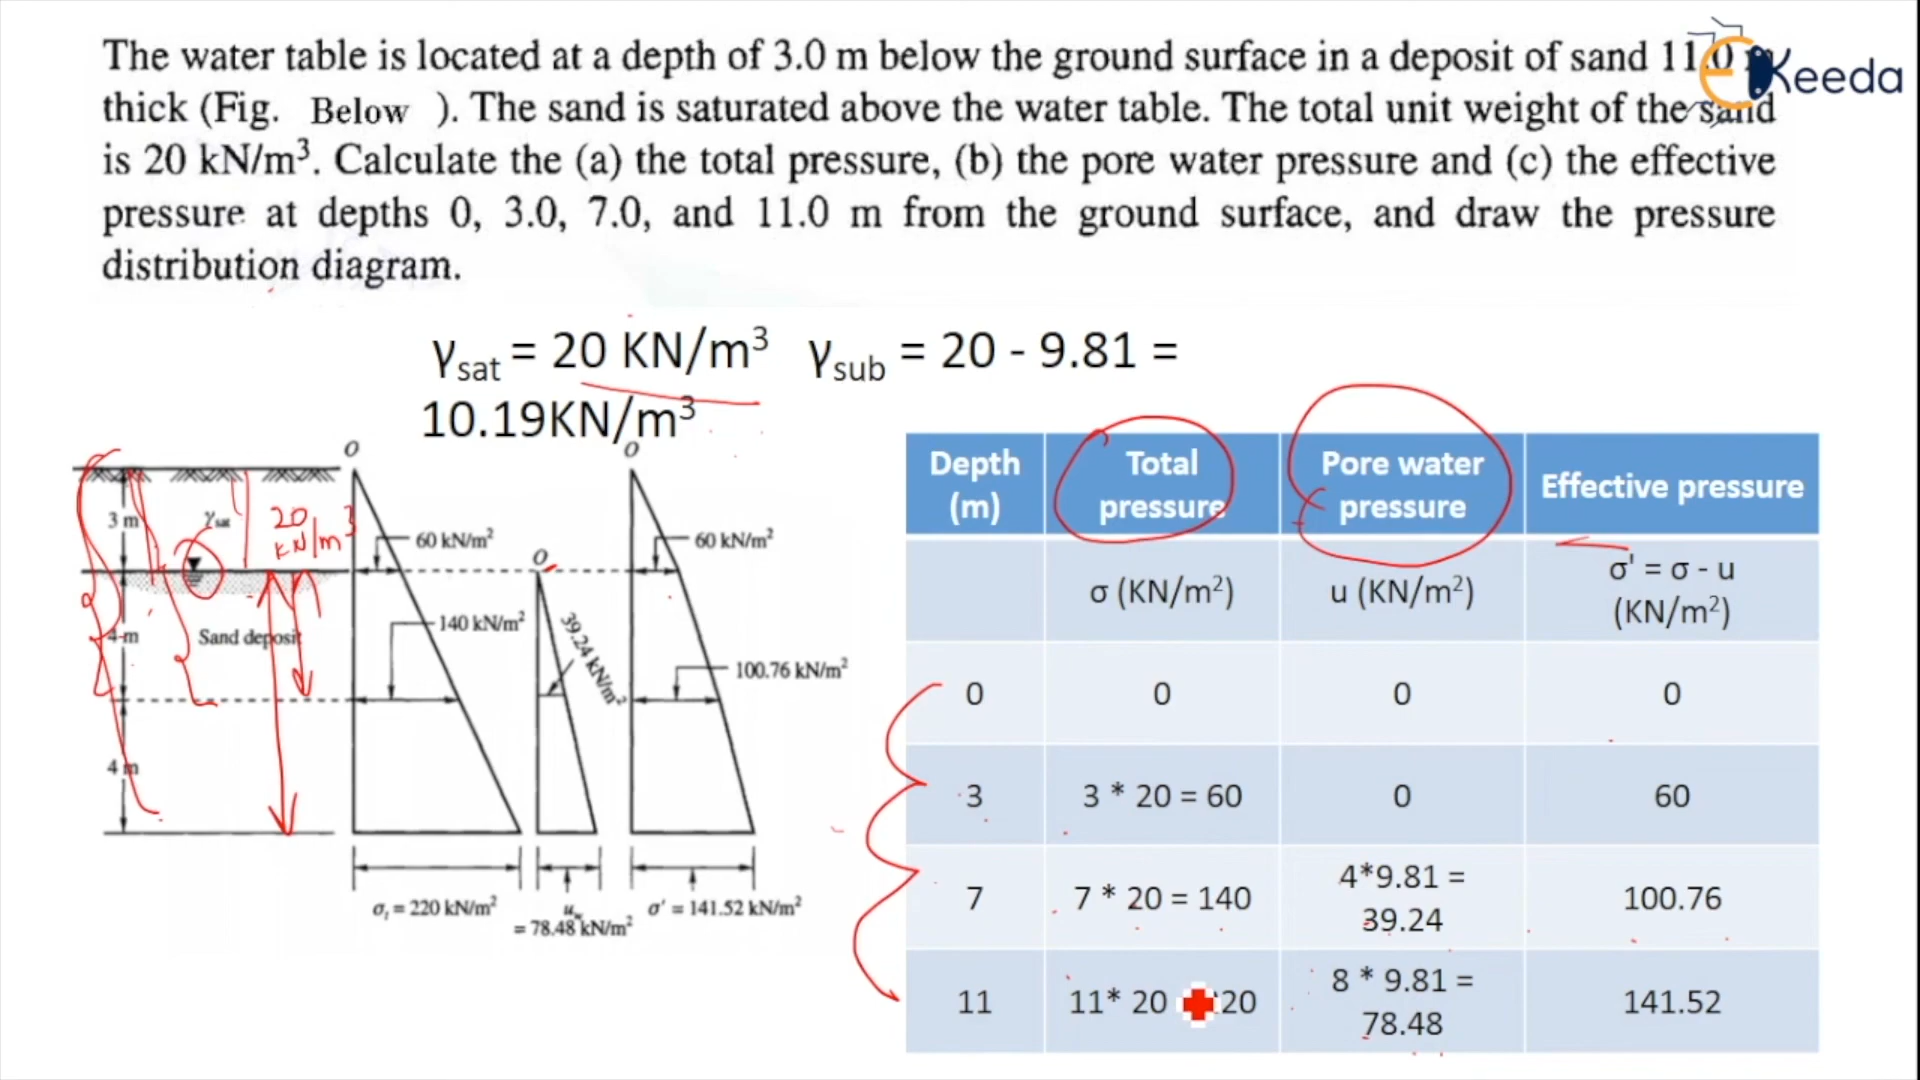 The water table is located at a depth of 3.0 m below the ground surface in a deposit of sand 11.0 m
Keeda
thick (Fig. Below ). The sand is saturated above the water table. The total unit weight of the sand
is 20 kN/m³. Calculate the (a) the total pressure, (b) the pore water pressure and (c) the effective
pressure at depths 0, 3.0, 7.0, and 11.0 m from the ground surface, and draw the pressure
distribution diagram.
γsat = 20 KN/m³ γsub = 20 - 9.81 =
10.19KN/m³
O
O
O
3 m
γsat
20
kN/m³
4 m
Sand deposit
4 m
60 kN/m²
140 kN/m²
39.24 kN/m²
60 kN/m²
100.76 kN/m²
σt = 220 kN/m²
uw
= 78.48 kN/m²
σ' = 141.52 kN/m²
Depth (m) Total pressure Pore water pressure Effective pressure
σ (KN/m²) u (KN/m²) σ' = σ - u (KN/m²)
0 0 0 0
3 3 * 20 = 60 0 60
7 7 * 20 = 140 4*9.81 = 39.24 100.76
11 11* 20 20 8 * 9.81 = 78.48 141.52